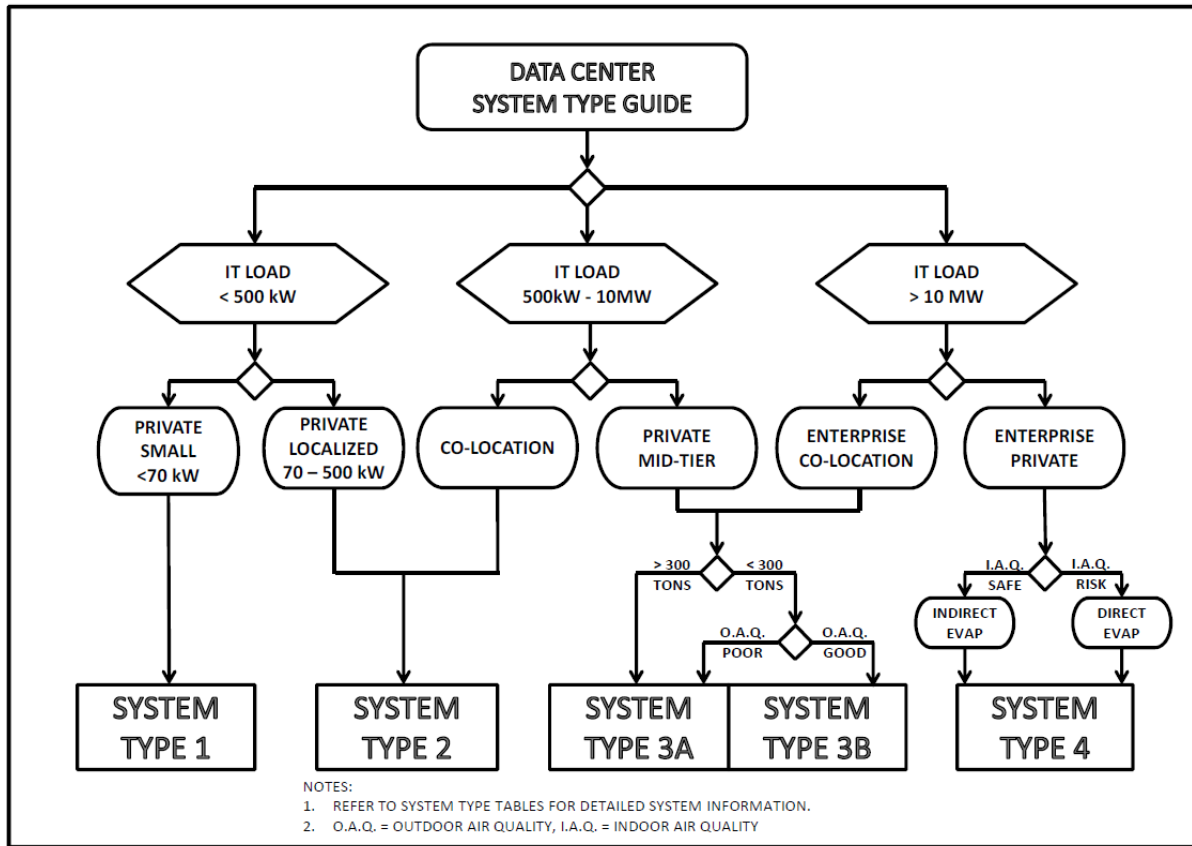 DATA CENTER
SYSTEM TYPE GUIDE
IT LOAD
< 500 kW
IT LOAD
500kW - 10MW
IT LOAD
> 10 MW
PRIVATE
SMALL
<70 kW
PRIVATE
LOCALIZED
70 – 500 kW
CO-LOCATION
PRIVATE
MID-TIER
ENTERPRISE
CO-LOCATION
ENTERPRISE
PRIVATE
> 300
TONS
< 300
TONS
I.A.Q.
SAFE
I.A.Q.
RISK
INDIRECT
EVAP
DIRECT
EVAP
O.A.Q.
POOR
O.A.Q.
GOOD
SYSTEM
TYPE 1
SYSTEM
TYPE 2
SYSTEM
TYPE 3A
SYSTEM
TYPE 3B
SYSTEM
TYPE 4
NOTES:
1. REFER TO SYSTEM TYPE TABLES FOR DETAILED SYSTEM INFORMATION.
2. O.A.Q. = OUTDOOR AIR QUALITY, I.A.Q. = INDOOR AIR QUALITY